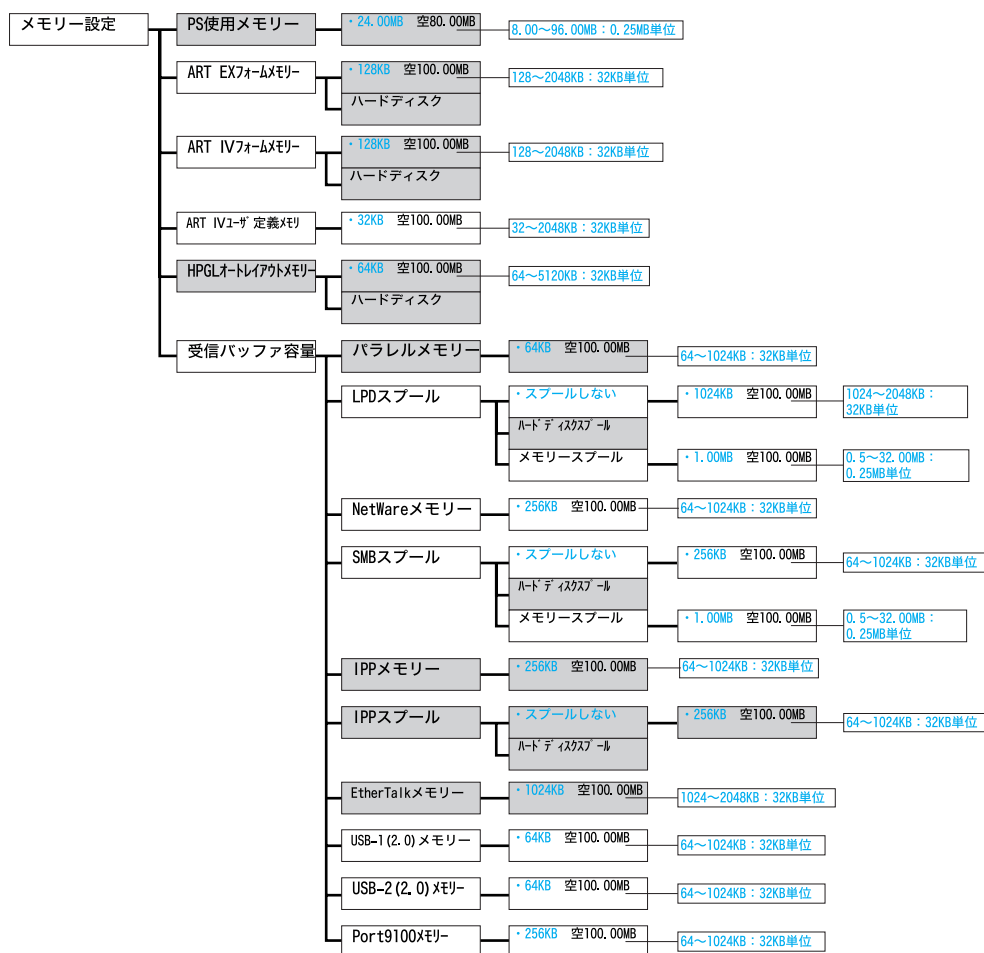 メモリー設定
PS使用メモリー
・24.00MB 空80.00MB
8.00～96.00MB：0.25MB単位
ART EXフォームメモリー
・128KB 空100.00MB
128～2048KB：32KB単位
ハードディスク
ART IVフォームメモリー
・128KB 空100.00MB
128～2048KB：32KB単位
ハードディスク
ART IVユーザ定義メモリ
・32KB 空100.00MB
32～2048KB：32KB単位
HPGLオートレイアウトメモリー
・64KB 空100.00MB
64～5120KB：32KB単位
ハードディスク
受信バッファ容量
パラレルメモリー
・64KB 空100.00MB
64～1024KB：32KB単位
LPDスプール
・スプールしない
・1024KB 空100.00MB
1024～2048KB：
32KB単位
ハードディスクスプール
メモリースプール
・1.00MB 空100.00MB
0.5～32.00MB：
0.25MB単位
NetWareメモリー
・256KB 空100.00MB
64～1024KB：32KB単位
SMBスプール
・スプールしない
・256KB 空100.00MB
64～1024KB：32KB単位
ハードディスクスプール
メモリースプール
・1.00MB 空100.00MB
0.5～32.00MB：
0.25MB単位
IPPメモリー
・256KB 空100.00MB
64～1024KB：32KB単位
IPPスプール
・スプールしない
・256KB 空100.00MB
64～1024KB：32KB単位
ハードディスクスプール
EtherTalkメモリー
・1024KB 空100.00MB
1024～2048KB：32KB単位
USB-1(2.0)メモリー
・64KB 空100.00MB
64～1024KB：32KB単位
USB-2(2.0)メモリー
・64KB 空100.00MB
64～1024KB：32KB単位
Port9100メモリー
・256KB 空100.00MB
64～1024KB：32KB単位